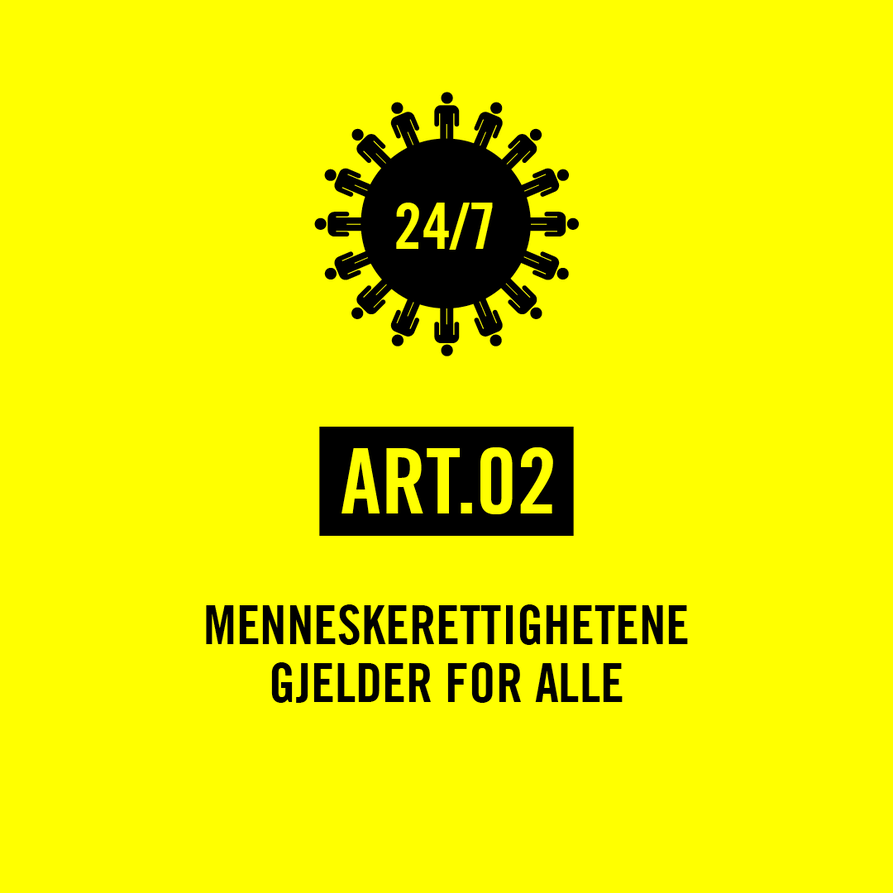 24/7
ART.02
MENNESKERETTIGHETENE
GJELDER FOR ALLE